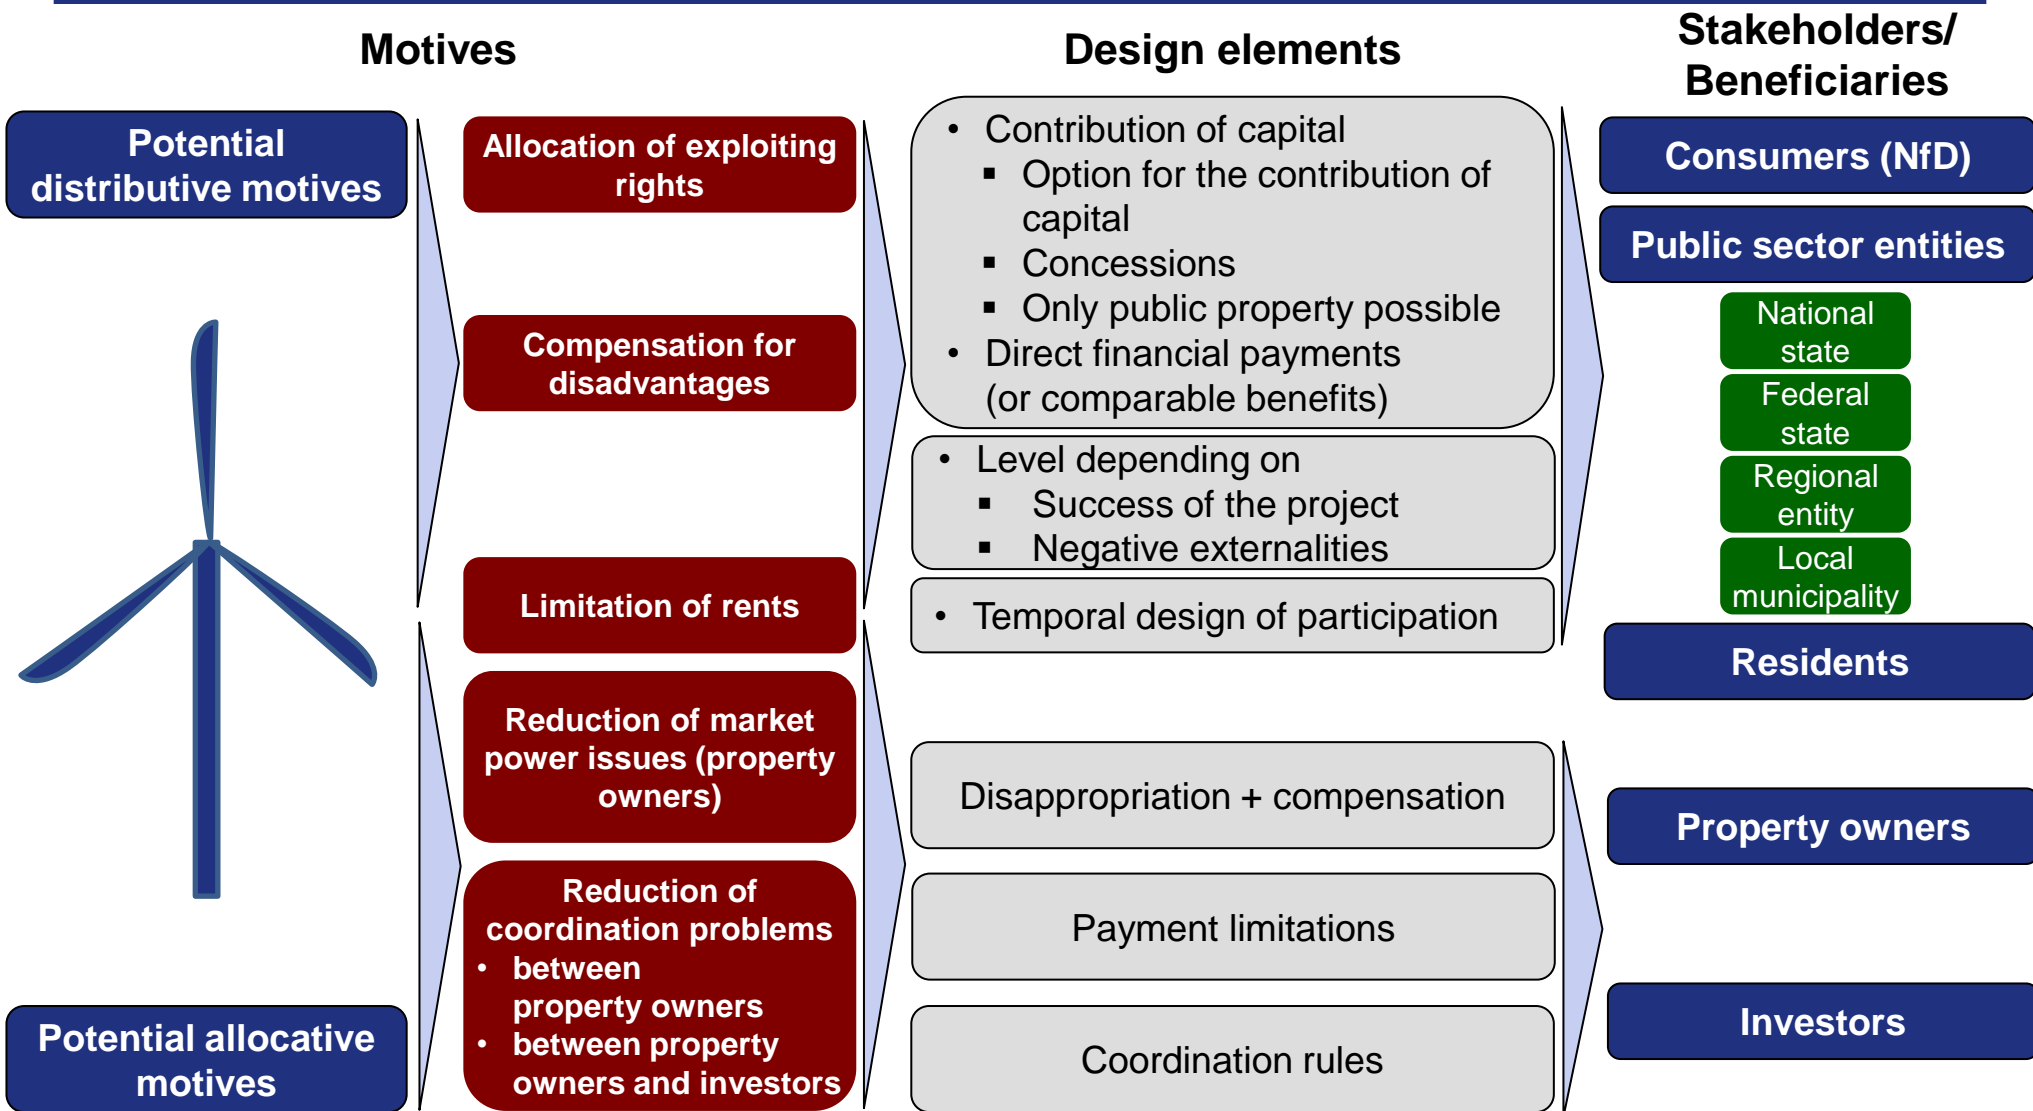 Motives
Design elements
Stakeholders/
Beneficiaries
Potential
distributive motives
Allocation of exploiting
rights
Compensation for
disadvantages
Limitation of rents
Reduction of market
power issues (property
owners)
Reduction of
coordination problems
• between
property owners
• between property
owners and investors
Potential allocative
motives
• Contribution of capital
▪ Option for the contribution of
capital
▪ Concessions
▪ Only public property possible
• Direct financial payments
(or comparable benefits)
• Level depending on
▪ Success of the project
▪ Negative externalities
• Temporal design of participation
Disappropriation + compensation
Payment limitations
Coordination rules
Consumers (NfD)
Public sector entities
National
state
Federal
state
Regional
entity
Local
municipality
Residents
Property owners
Investors